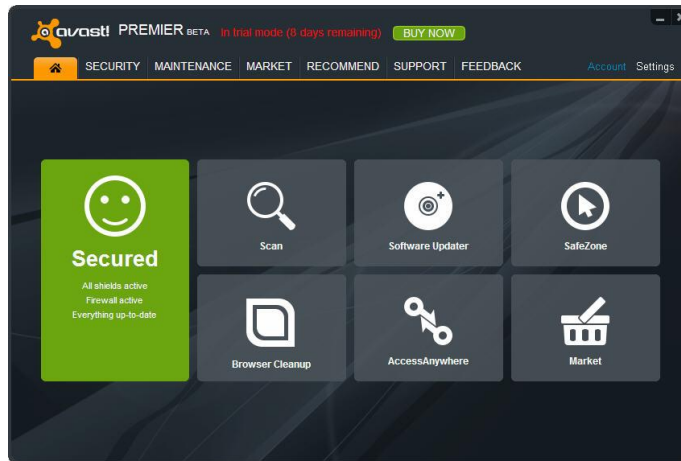 avast! PREMIER BETA In trial mode (8 days remaining) BUY NOW
SECURITY MAINTENANCE MARKET RECOMMEND SUPPORT FEEDBACK Account Settings
Secured
All shields active
Firewall active
Everything up-to-date
Scan
Software Updater
SafeZone
Browser Cleanup
AccessAnywhere
Market